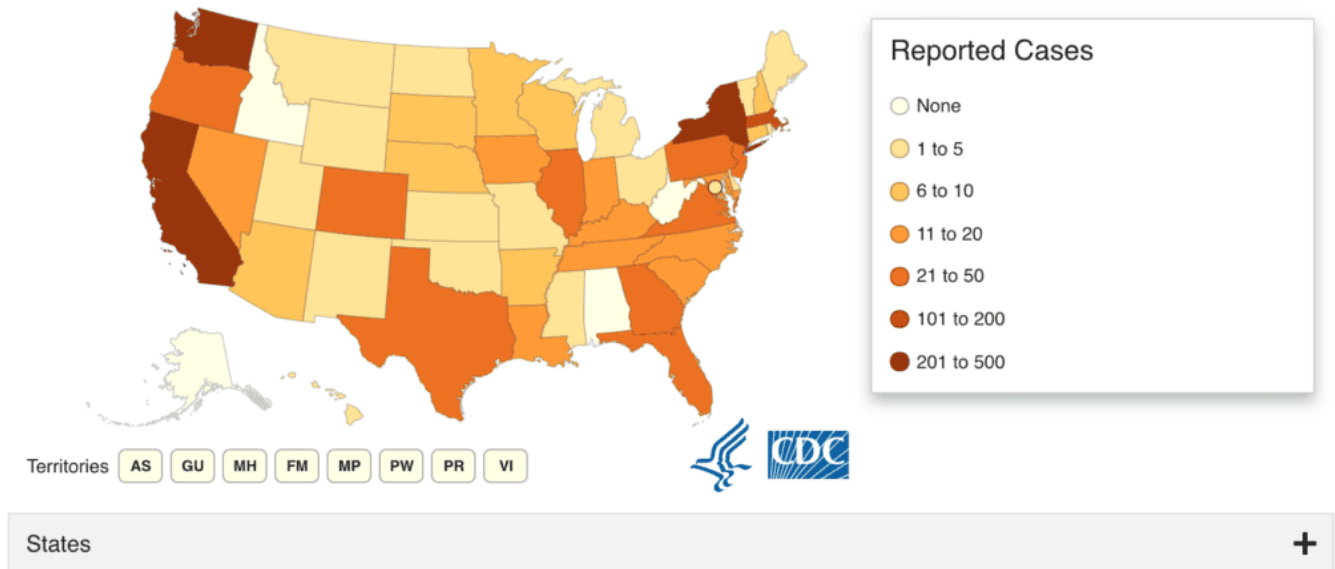 Reported Cases
None
1 to 5
6 to 10
11 to 20
21 to 50
101 to 200
201 to 500
CDC
Territories AS GU MH FM MP PW PR VI
States +